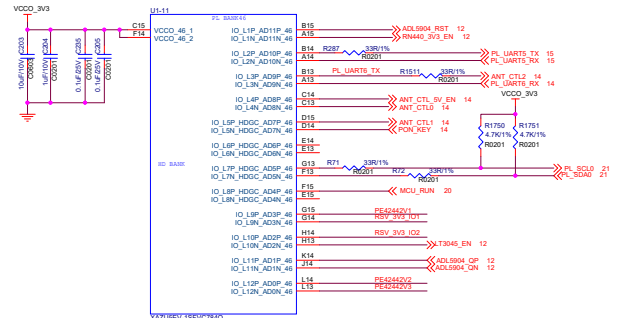 VCCO_3V3
U1-11
PL BANK46
C15 VCCO_46_1
F14 VCCO_46_2
10uF/10V C203 C0603
1uF/10V C204 C0201
0.1uF/25V C235 C0201
0.1uF/25V C205 C0201
HD BANK
IO_L1P_AD11P_46 B15 ADL5904_RST 12
IO_L1N_AD11N_46 A15 RN440_3V3_EN 12
IO_L2P_AD10P_46 B14 R287 33R/1% R0201 PL_UART5_TX 15
IO_L2N_AD10N_46 A14 PL_UART5_RX 15
IO_L3P_AD9P_46 B13 PL_UART6_TX R1511 33R/1% R0201 ANT_CTL2 14
IO_L3N_AD9N_46 A13 PL_UART6_RX 14
IO_L4P_AD8P_46 C14 ANT_CTL_5V_EN 14
IO_L4N_AD8N_46 C13 ANT_CTL0 14
VCCO_3V3
IO_L5P_HDGC_AD7P_46 D15 ANT_CTL1 14
IO_L5N_HDGC_AD7N_46 D14 PON_KEY 14
R1750 4.7K/1% R0201
R1751 4.7K/1% R0201
IO_L6P_HDGC_AD6P_46 E14
IO_L6N_HDGC_AD6N_46 E13
IO_L7P_HDGC_AD5P_46 G13 R71 33R/1% R0201 PL_SCL0 21
IO_L7N_HDGC_AD5N_46 F13 R72 33R/1% R0201 PL_SDA0 21
IO_L8P_HDGC_AD4P_46 F15 MCU_RUN 20
IO_L8N_HDGC_AD4N_46 E15
IO_L9P_AD3P_46 G15 PE42442V1
IO_L9N_AD3N_46 G14 RSV_3V3_IO1
IO_L10P_AD2P_46 H14 RSV_3V3_IO2
IO_L10N_AD2N_46 H13 LT3045_EN 12
IO_L11P_AD1P_46 K14 ADL5904_QP 12
IO_L11N_AD1N_46 J14 ADL5904_QN 12
IO_L12P_AD0P_46 L14 PE42442V2
IO_L12N_AD0N_46 L13 PE42442V3